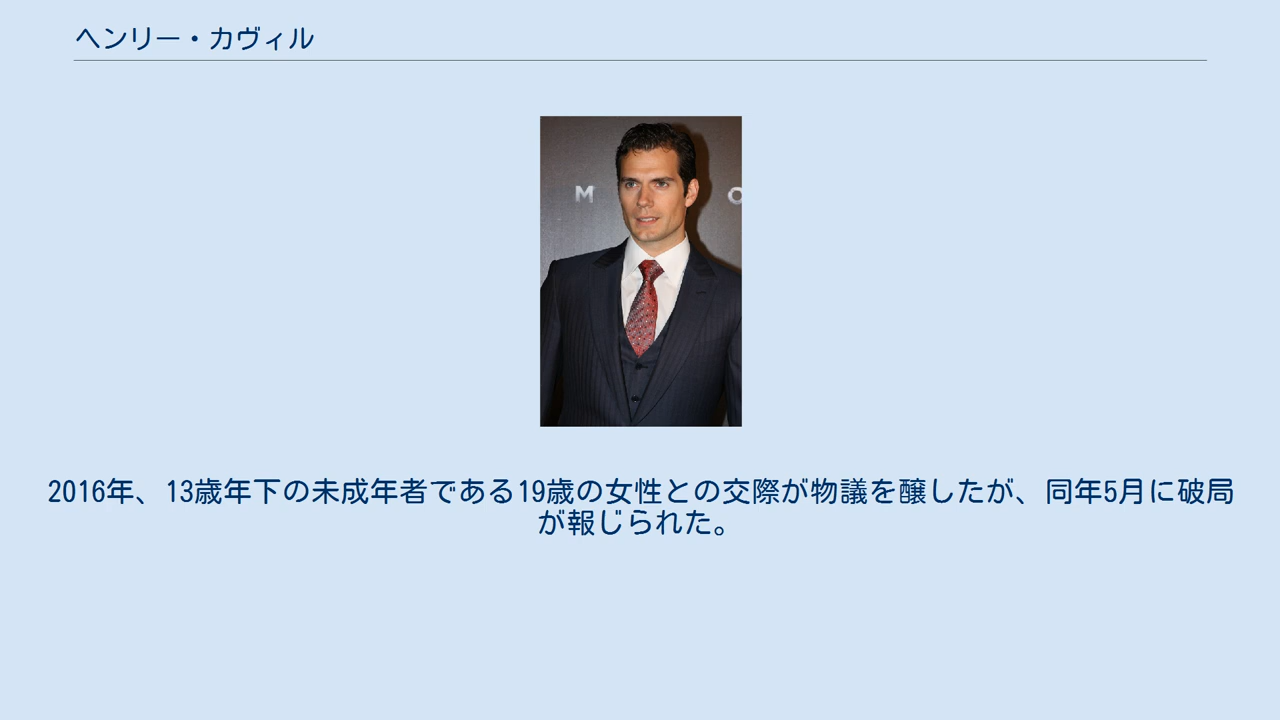 ヘンリー・カヴィル
M
2016年、13歳年下の未成年者である19歳の女性との交際が物議を醸したが、同年5月に破局
が報じられた。